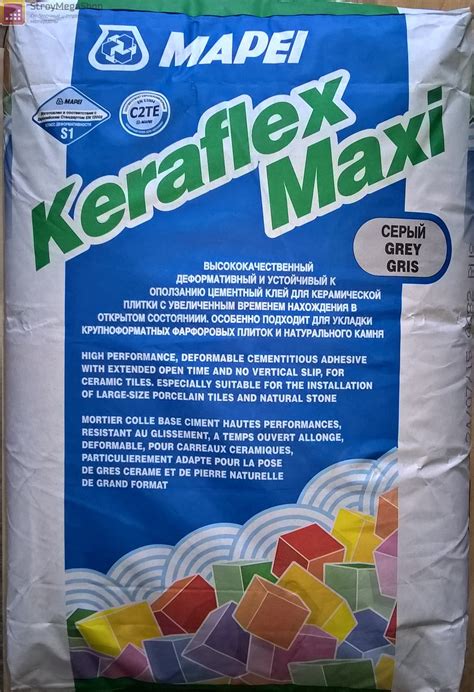 StroyMegaShop
MAPEI
MAPEI
S1
C2TE
Keraflex
Maxi
СЕРЫЙ
GREY
GRIS
ВЫСОКОКАЧЕСТВЕННЫЙ
ДЕФОРМАТИВНЫЙ И УСТОЙЧИВЫЙ К
ОПОЛЗАНИЮ ЦЕМЕНТНЫЙ КЛЕЙ ДЛЯ КЕРАМИЧЕСКОЙ
ПЛИТКИ С УВЕЛИЧЕННЫМ ВРЕМЕНЕМ НАХОЖДЕНИЯ В
ОТКРЫТОМ СОСТОЯНИИИ. ОСОБЕННО ПОДХОДИТ ДЛЯ УКЛАДКИ
КРУПНОФОРМАТНЫХ ФАРФОРОВЫХ ПЛИТОК И НАТУРАЛЬНОГО КАМНЯ
HIGH PERFORMANCE, DEFORMABLE CEMENTITIOUS ADHESIVE
WITH EXTENDED OPEN TIME AND NO VERTICAL SLIP, FOR
CERAMIC TILES. ESPECIALLY SUITABLE FOR THE INSTALLATION
OF LARGE-SIZE PORCELAIN TILES AND NATURAL STONE
MORTIER COLLE BASE CIMENT HAUTES PERFORMANCES,
RESISTANT AU GLISSEMENT, A TEMPS OUVERT ALLONGE,
DEFORMABLE, POUR CARREAUX CERAMIQUES,
PARTICULIEREMENT ADAPTE POUR LA POSE
DE GRES CERAME ET DE PIERRE NATURELLE
DE GRAND FORMAT